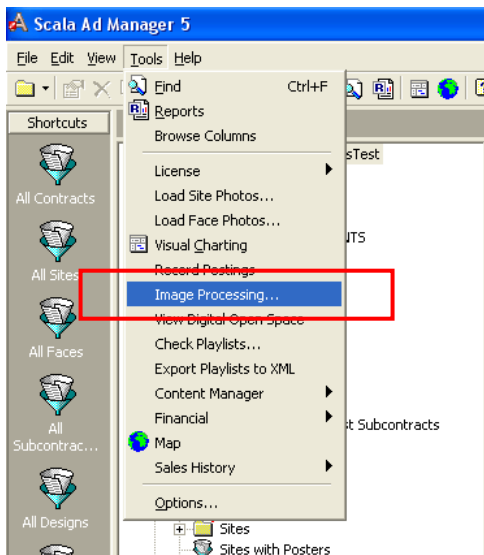 Scala Ad Manager 5
File Edit View Tools Help
Shortcuts
All Contracts
All Sites
All Faces
All
Subcontrac...
All Designs
Find Ctrl+F
Reports
Browse Columns
License
Load Site Photos...
Load Face Photos...
Visual Charting
Record Postings
Image Processing...
View Digital Open Space
Check Playlists...
Export Playlists to XML
Content Manager
Financial
Map
Sales History
Options...
sTest
NTS
t Subcontracts
Sites
Sites with Posters